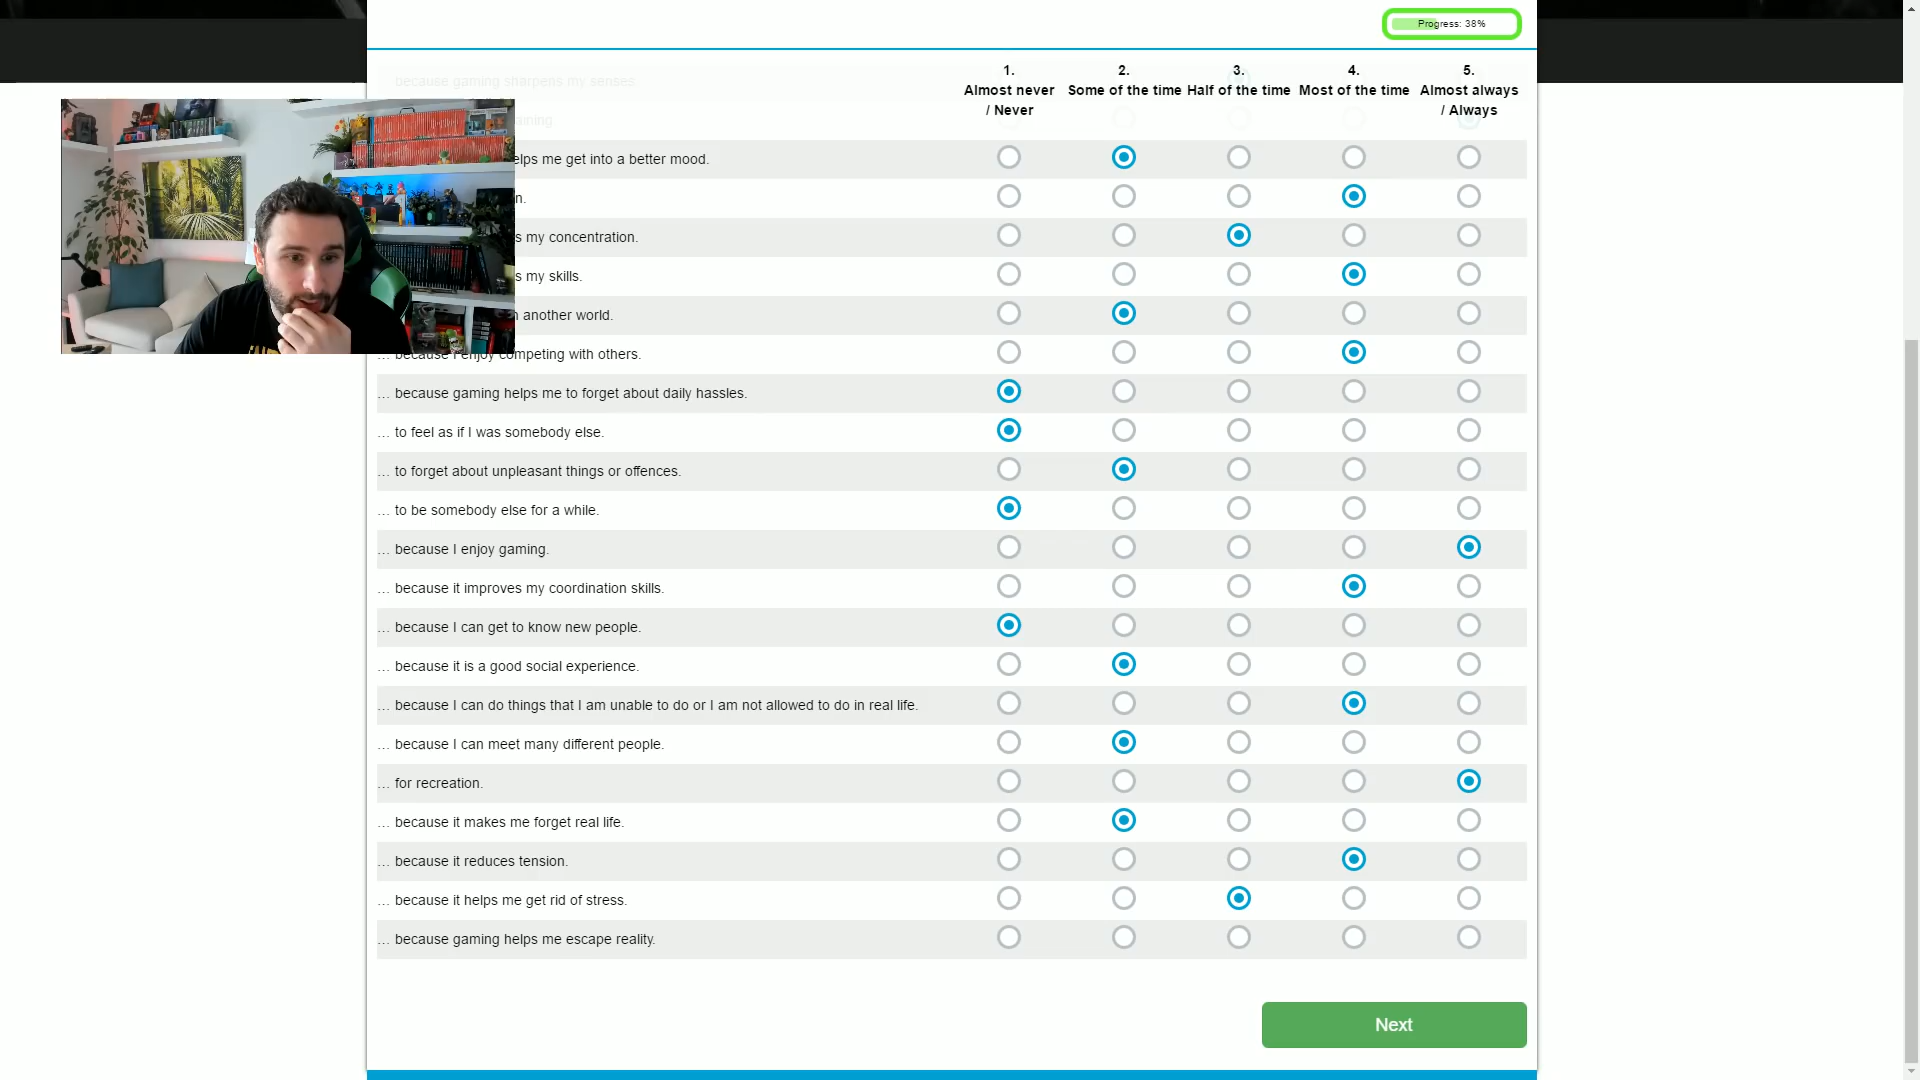 Progress: 38%
1. 2. 3. 4. 5.
because gaming sharpens my senses
Almost never Some of the time Half of the time Most of the time Almost always
/ Never / Always
elps me get into a better mood.
n.
s my concentration.
s my skills.
another world.
... because I enjoy competing with others.
... because gaming helps me to forget about daily hassles.
... to feel as if I was somebody else.
... to forget about unpleasant things or offences.
... to be somebody else for a while.
... because I enjoy gaming.
... because it improves my coordination skills.
... because I can get to know new people.
... because it is a good social experience.
... because I can do things that I am unable to do or I am not allowed to do in real life.
... because I can meet many different people.
... for recreation.
... because it makes me forget real life.
... because it reduces tension.
... because it helps me get rid of stress.
... because gaming helps me escape reality.
Next